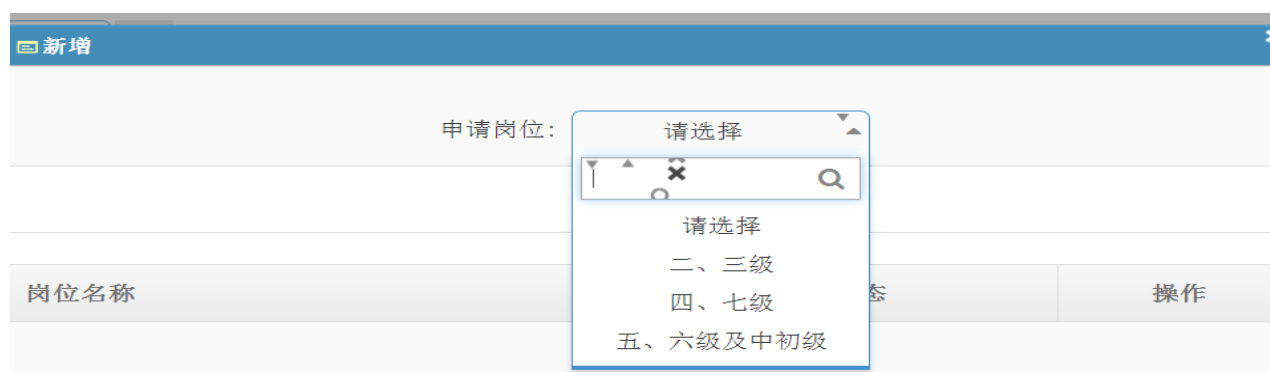 新增
申请岗位: 请选择
请选择
二、三级
岗位名称 操作
四、七级
五、六级及中初级